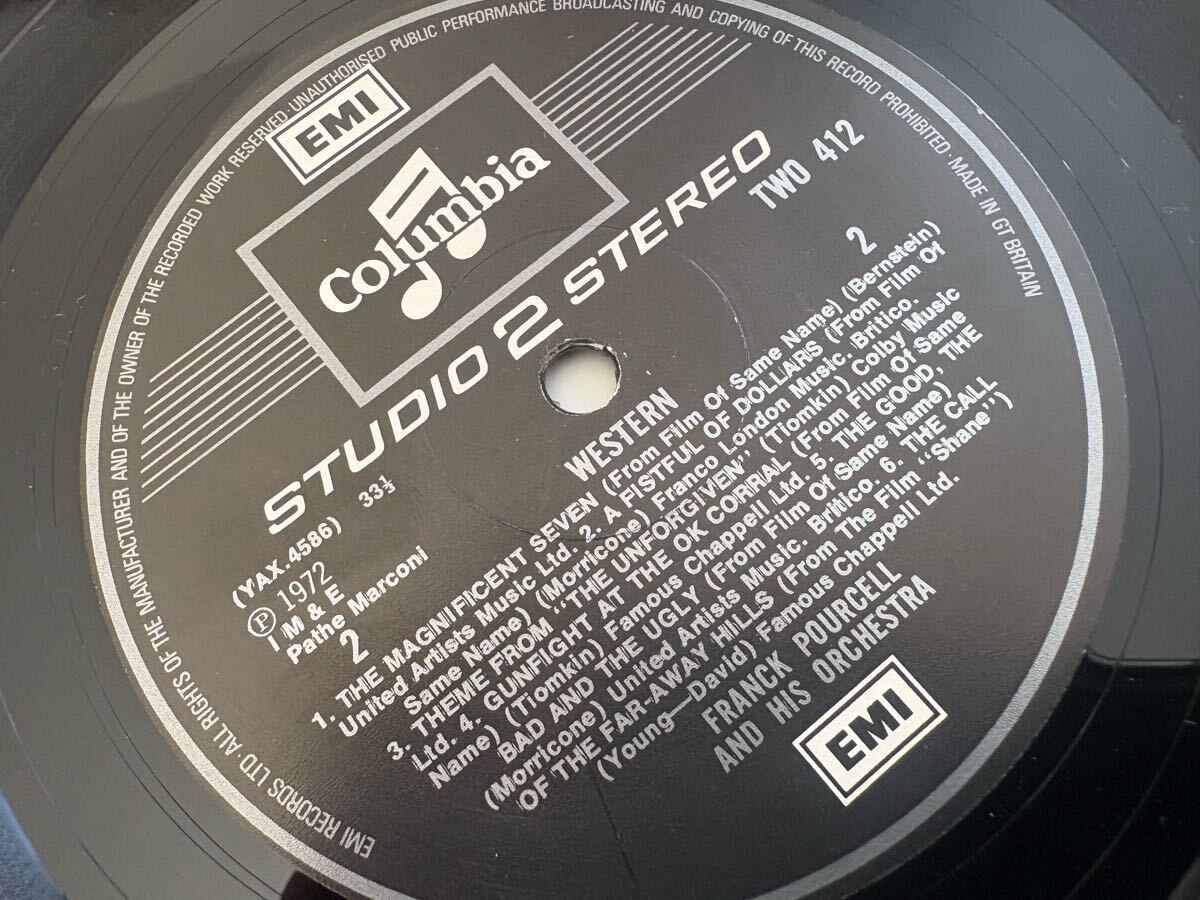 EMI RECORDS LTD · ALL RIGHTS OF THE MANUFACTURER AND OF THE OWNER OF THE RECORDED WORK RESERVED · UNAUTHORISED PUBLIC PERFORMANCE BROADCASTING AND COPYING OF THIS RECORD PROHIBITED · MADE IN GT BRITAIN
EMI
Columbia
STUDIO 2 STEREO
TWO 412
(YAX.4586)
33⅓
2
℗ 1972
I M & E
Pathe Marconi
2
WESTERN
1. THE MAGNIFICENT SEVEN (From Film Of Same Name) (Bernstein)
United Artists Music Ltd. 2. A FISTFUL OF DOLLARS (From Film Of
Same Name) (Morricone) Franco London Music. Britico.
3. THEME FROM "THE UNFORGIVEN" (Tiomkin) Colby Music
Ltd. 4. GUNFIGHT AT THE OK CORRIAL (From Film Of Same
Name) (Tiomkin) Famous Chappell Ltd. 5. THE GOOD, THE
BAD AND THE UGLY (From Film Of Same Name)
(Morricone) United Artists Music. Britico. 6. THE CALL
OF THE FAR-AWAY HILLS (From The Film "Shane")
(Young—David) Famous Chappell Ltd.
FRANCK POURCELL
AND HIS ORCHESTRA
EMI